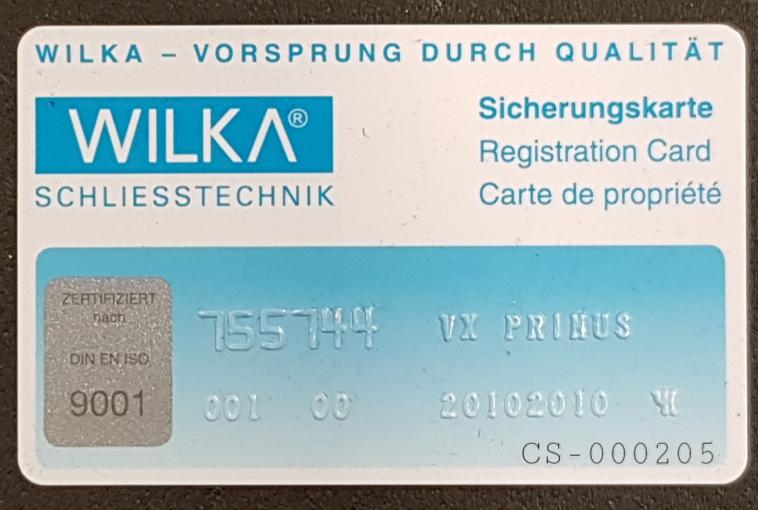 WILKA – VORSPRUNG DURCH QUALITÄT
WILKA®
SCHLIESSTECHNIK
Sicherungskarte
Registration Card
Carte de propriété
ZERTIFIZIERT
nach
DIN EN ISO
9001
755744 VX PRIMUS
001 00 20102010
CS-000205